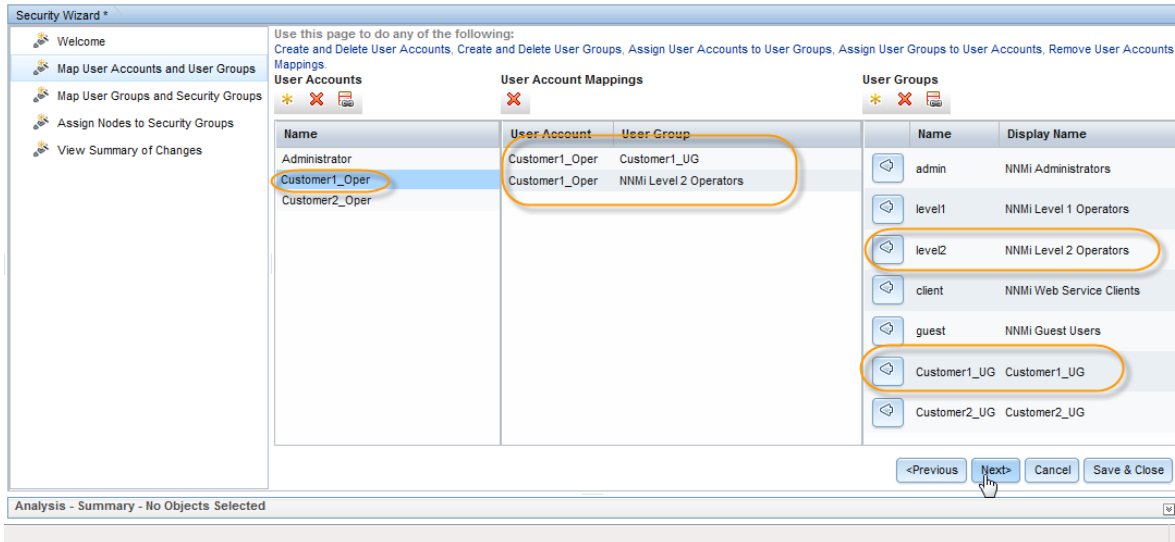 Security Wizard *
Welcome
Map User Accounts and User Groups
Map User Groups and Security Groups
Assign Nodes to Security Groups
View Summary of Changes
Use this page to do any of the following:
Create and Delete User Accounts, Create and Delete User Groups, Assign User Accounts to User Groups, Assign User Groups to User Accounts, Remove User Accounts
Mappings.
User Accounts
Name
Administrator
Customer1_Oper
Customer2_Oper
User Account Mappings
User Account User Group
Customer1_Oper Customer1_UG
Customer1_Oper NNMi Level 2 Operators
User Groups
Name Display Name
admin NNMi Administrators
level1 NNMi Level 1 Operators
level2 NNMi Level 2 Operators
client NNMi Web Service Clients
guest NNMi Guest Users
Customer1_UG Customer1_UG
Customer2_UG Customer2_UG
<Previous Next> Cancel Save & Close
Analysis - Summary - No Objects Selected